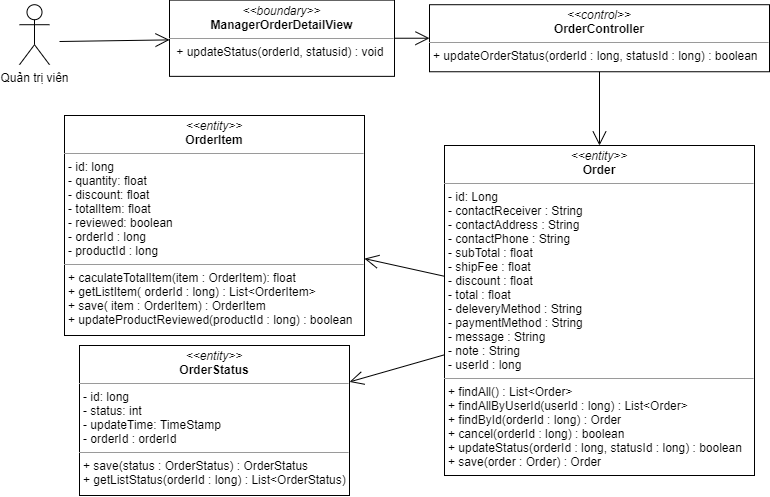 Quản trị viên
<<boundary>>
ManagerOrderDetailView
+ updateStatus(orderId, statusid) : void
<<control>>
OrderController
+ updateOrderStatus(orderId : long, statusId : long) : boolean
<<entity>>
OrderItem
- id: long
- quantity: float
- discount: float
- totalItem: float
- reviewed: boolean
- orderId : long
- productId : long
+ caculateTotalItem(item : OrderItem): float
+ getListItem( orderId : long) : List<OrderItem>
+ save( item : OrderItem) : OrderItem
+ updateProductReviewed(productId : long) : boolean
<<entity>>
Order
- id: Long
- contactReceiver : String
- contactAddress : String
- contactPhone : String
- subTotal : float
- shipFee : float
- discount : float
- total : float
- deleveryMethod : String
- paymentMethod : String
- message : String
- note : String
- userId : long
+ findAll() : List<Order>
+ findAllByUserId(userId : long) : List<Order>
+ findById(orderId : long) : Order
+ cancel(orderId : long) : boolean
+ updateStatus(orderId : long, statusId : long) : boolean
+ save(order : Order) : Order
<<entity>>
OrderStatus
- id: long
- status: int
- updateTime: TimeStamp
- orderId : orderId
+ save(status : OrderStatus) : OrderStatus
+ getListStatus(orderId : long) : List<OrderStatus)